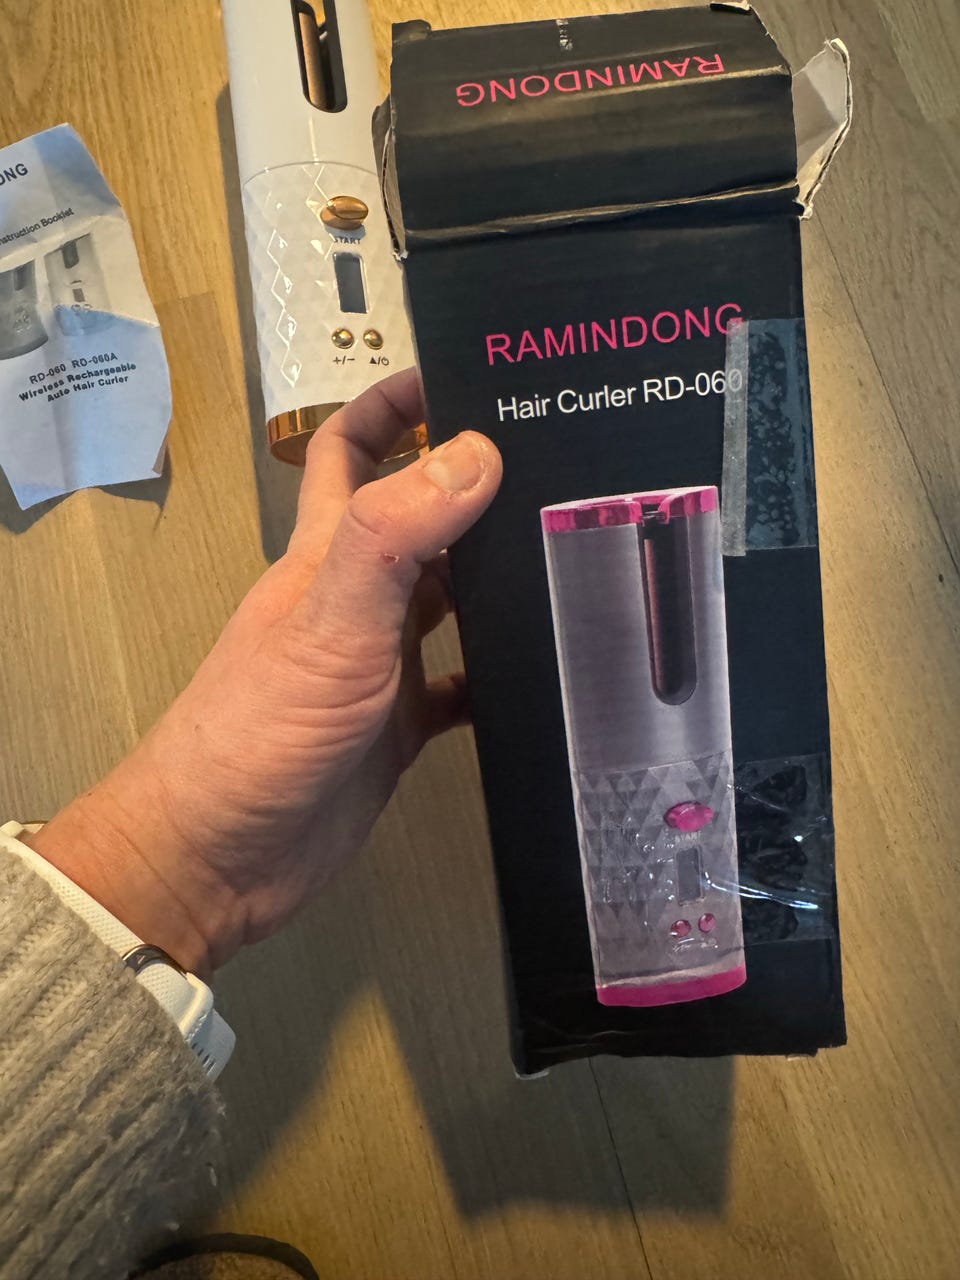 RAMINDONG
RAMINDONG
Hair Curler RD-060
START
START
+/-
ONG
nstruction Booklet
RD-060 RD-060A
Wireless Rechargeable
Auto Hair Curler